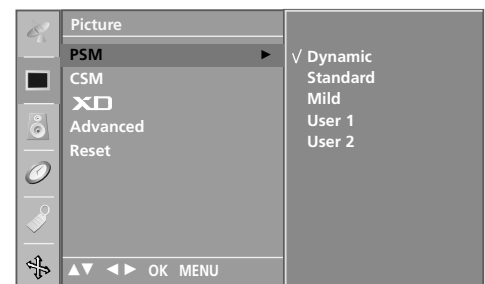 Picture
PSM ►
CSM
XD
Advanced
Reset
▲▼ ◄► OK MENU
√ Dynamic
Standard
Mild
User 1
User 2